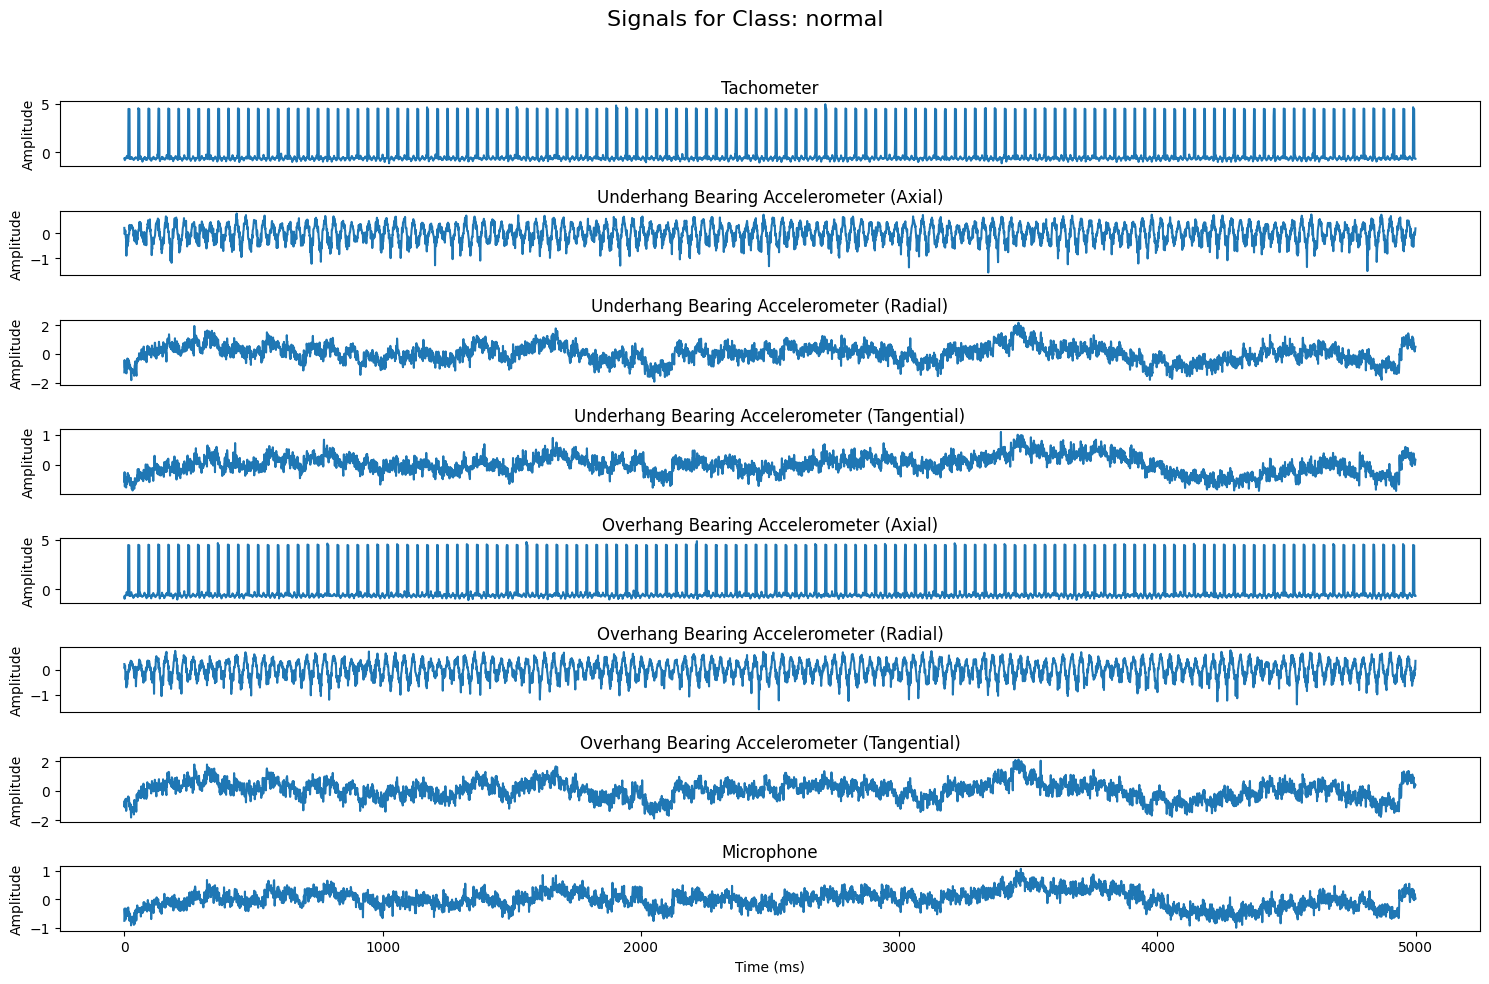 Signals for Class: normal
Tachometer
Amplitude
5
0
Underhang Bearing Accelerometer (Axial)
Amplitude
0
−1
Underhang Bearing Accelerometer (Radial)
Amplitude
2
0
−2
Underhang Bearing Accelerometer (Tangential)
Amplitude
1
0
Overhang Bearing Accelerometer (Axial)
Amplitude
5
0
Overhang Bearing Accelerometer (Radial)
Amplitude
0
−1
Overhang Bearing Accelerometer (Tangential)
Amplitude
2
0
−2
Microphone
Amplitude
1
0
−1
0 1000 2000 3000 4000 5000
Time (ms)